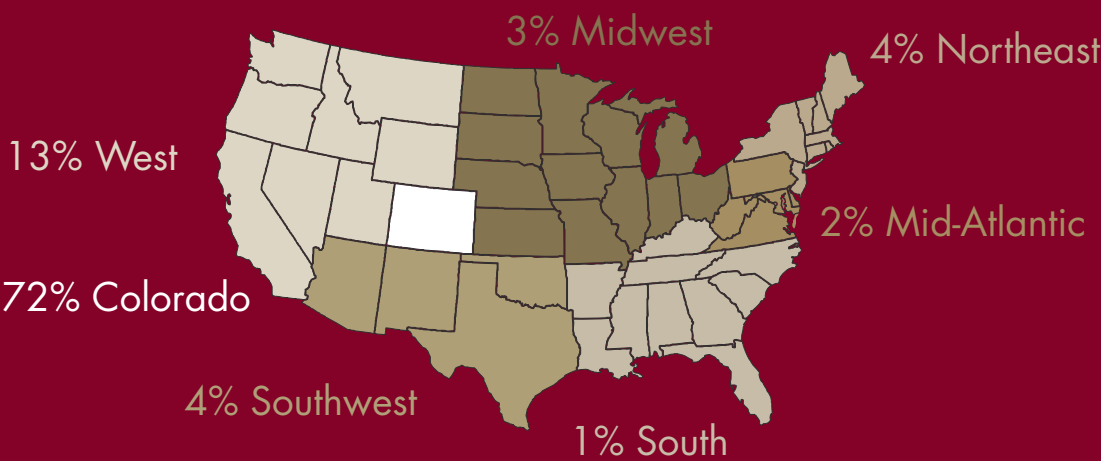 3% Midwest
4% Northeast
13% West
2% Mid-Atlantic
72% Colorado
4% Southwest
1% South